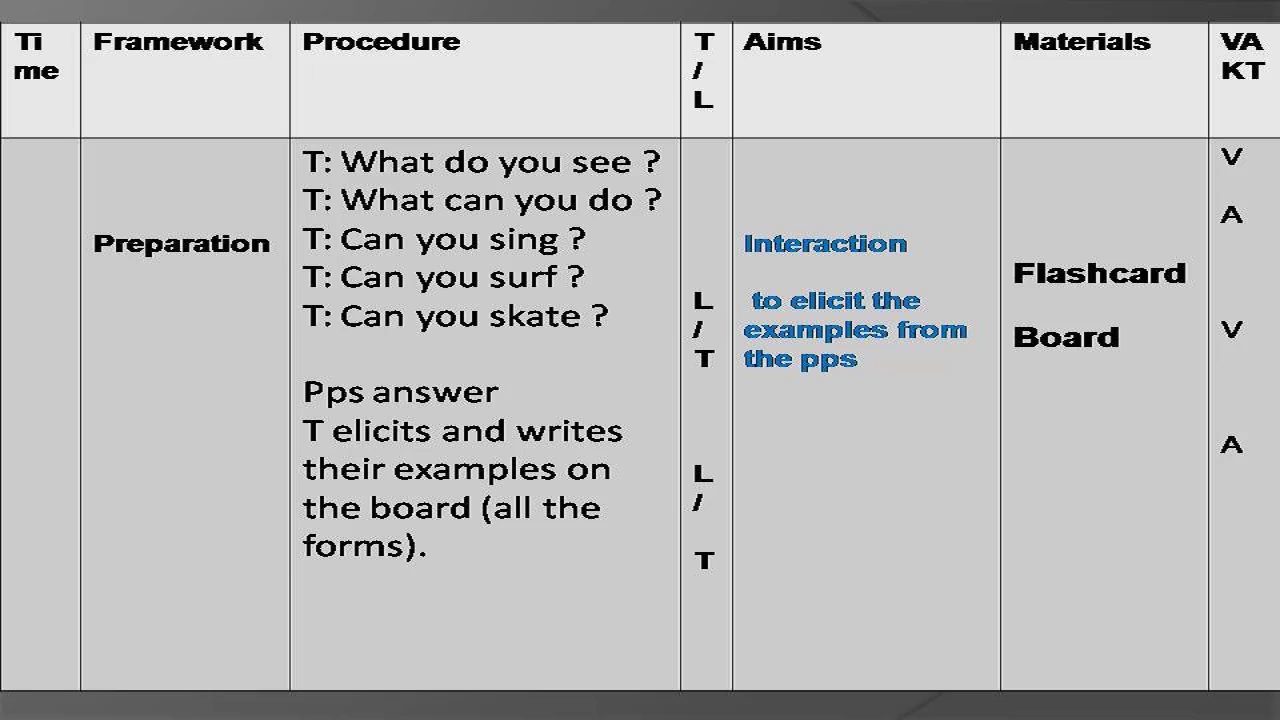 Ti
me
Framework
Procedure
T
/
L
Aims
Materials
VA
KT
Preparation
T: What do you see ?
T: What can you do ?
T: Can you sing ?
T: Can you surf ?
T: Can you skate ?
Pps answer
T elicits and writes
their examples on
the board (all the
forms).
L
/
T
L
/
T
Interaction
to elicit the
examples from
the pps
Flashcard
Board
V
A
V
A